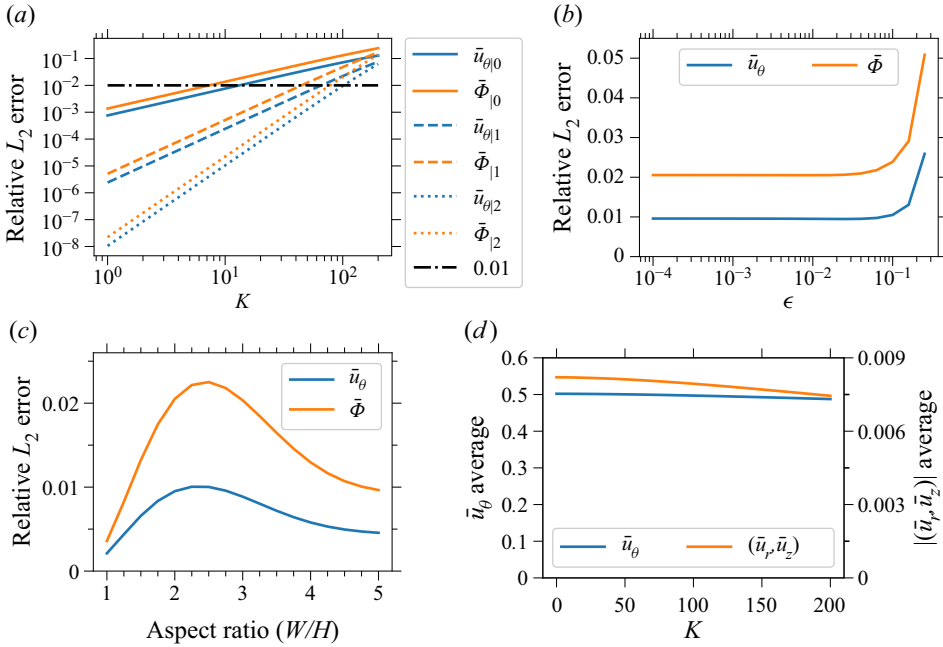 (a)
Relative L₂ error
10⁻¹
10⁻²
10⁻³
10⁻⁴
10⁻⁵
10⁻⁶
10⁻⁷
10⁻⁸
10⁰
10¹
10²
K
ū_θ|0
Φ̄_|0
ū_θ|1
Φ̄_|1
ū_θ|2
Φ̄_|2
0.01
(b)
Relative L₂ error
0.05
0.04
0.03
0.02
0.01
0
ū_θ
Φ̄
10⁻⁴
10⁻³
10⁻²
10⁻¹
ϵ
(c)
Relative L₂ error
0.02
0.01
0
ū_θ
Φ̄
1
2
3
4
5
Aspect ratio (W/H)
(d)
ū_θ average
0.6
0.5
0.4
0.3
0.2
0.1
0
ū_θ
(ū_r,ū_z)
0
50
100
150
200
K
0.009
0.006
0.003
0
|(ū_r,ū_z)| average